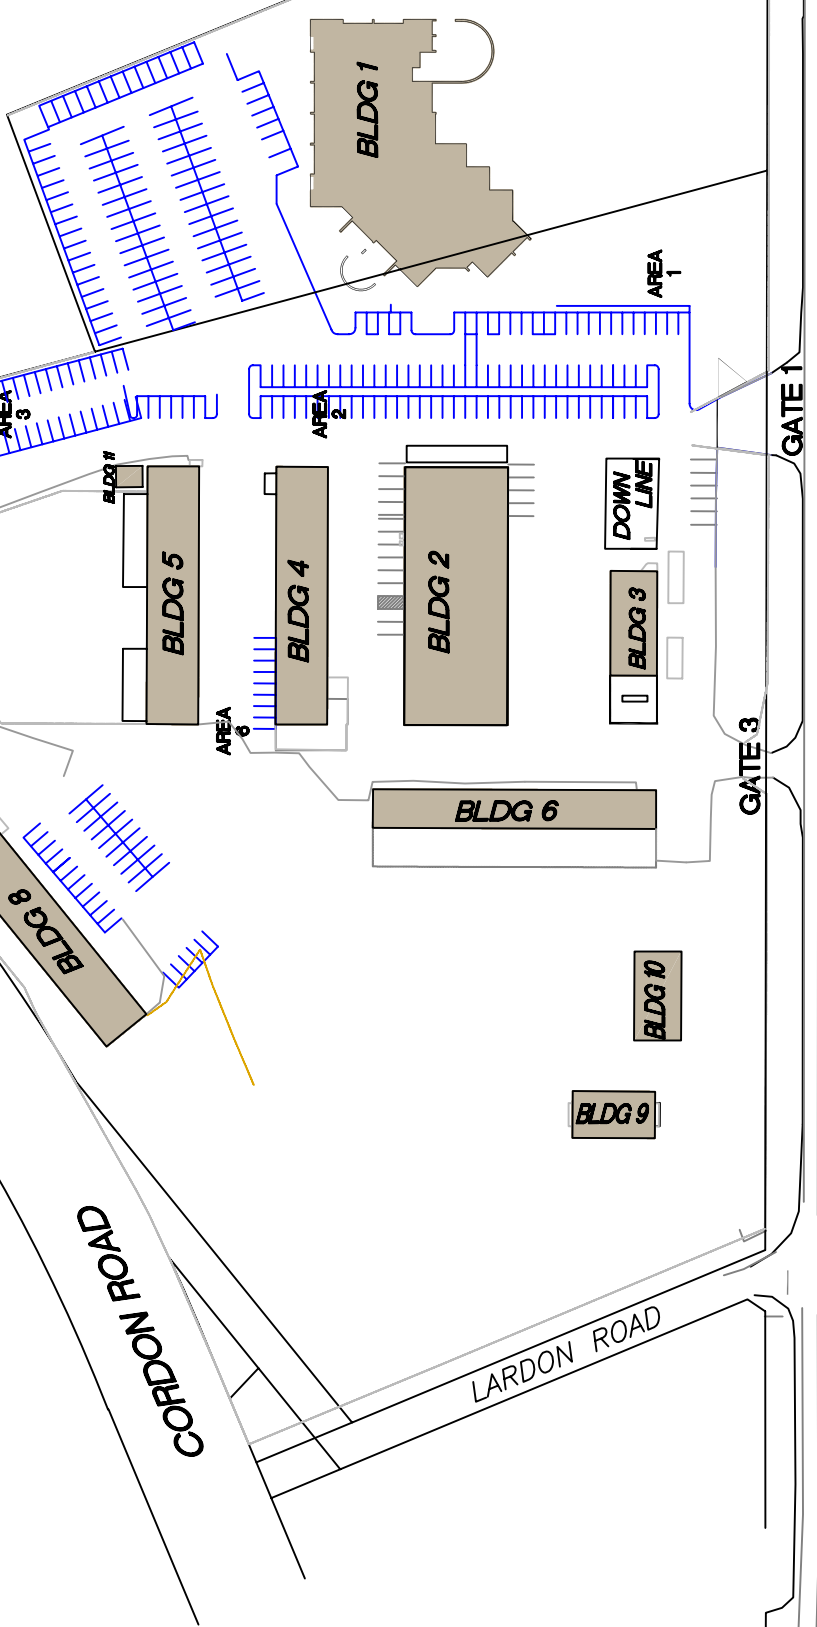 BLDG 1
AREA
1
GATE 1
AREA
3
AREA
2
BLDG 11
BLDG 5
BLDG 4
BLDG 2
DOWN
LINE
BLDG 3
AREA
6
GATE 3
BLDG 6
BLDG 8
BLDG 10
BLDG 9
CORDON ROAD
LARDON ROAD